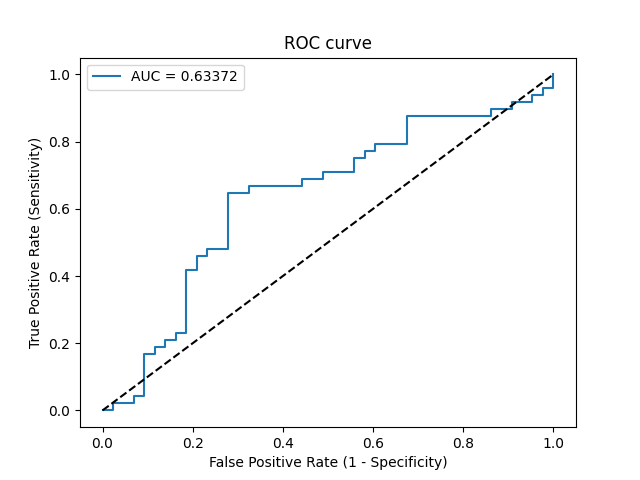 ROC curve
AUC = 0.63372
1.0
0.8
0.6
0.4
0.2
0.0
True Positive Rate (Sensitivity)
0.0 0.2 0.4 0.6 0.8 1.0
False Positive Rate (1 - Specificity)